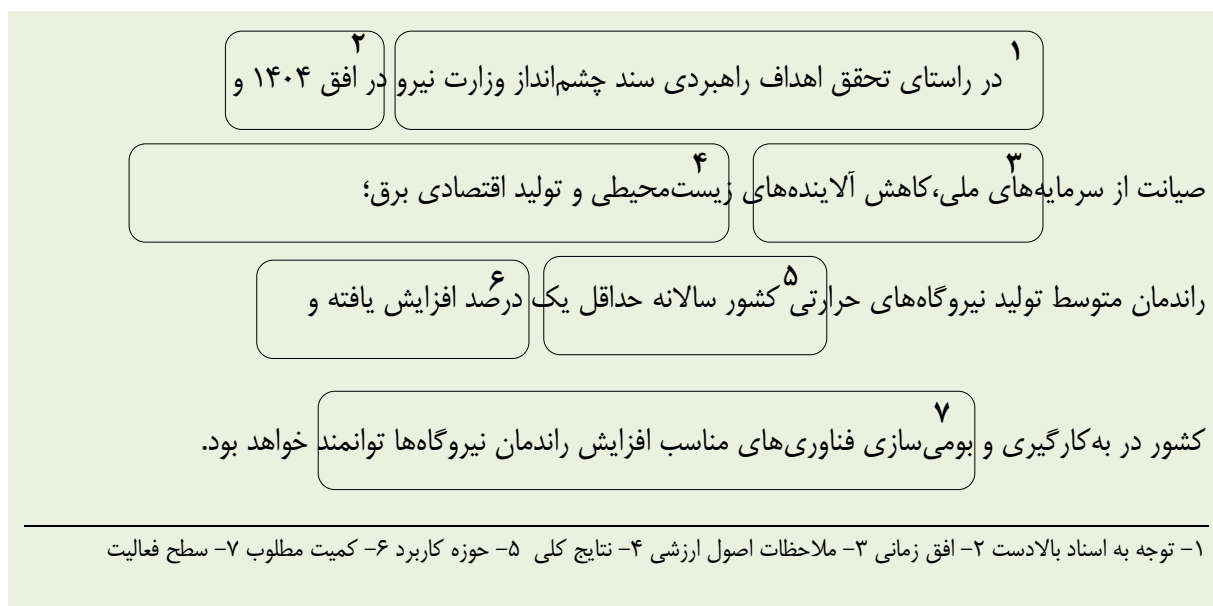 ۱ ۲
در راستای تحقق اهداف راهبردی سند چشم‌انداز وزارت نیرو در افق ۱۴۰۴ و
۳ ۴
صیانت از سرمایه‌های ملی،کاهش آلاینده‌های زیست‌محیطی و تولید اقتصادی برق؛
۵ ۶
راندمان متوسط تولید نیروگاه‌های حرارتی کشور سالانه حداقل یک درصد افزایش یافته و
۷
کشور در به‌کارگیری و بومی‌سازی فناوری‌های مناسب افزایش راندمان نیروگاه‌ها توانمند خواهد بود.
۱- توجه به اسناد بالادست ۲- افق زمانی ۳- ملاحظات اصول ارزشی ۴- نتایج کلی ۵- حوزه کاربرد ۶- کمیت مطلوب ۷- سطح فعالیت